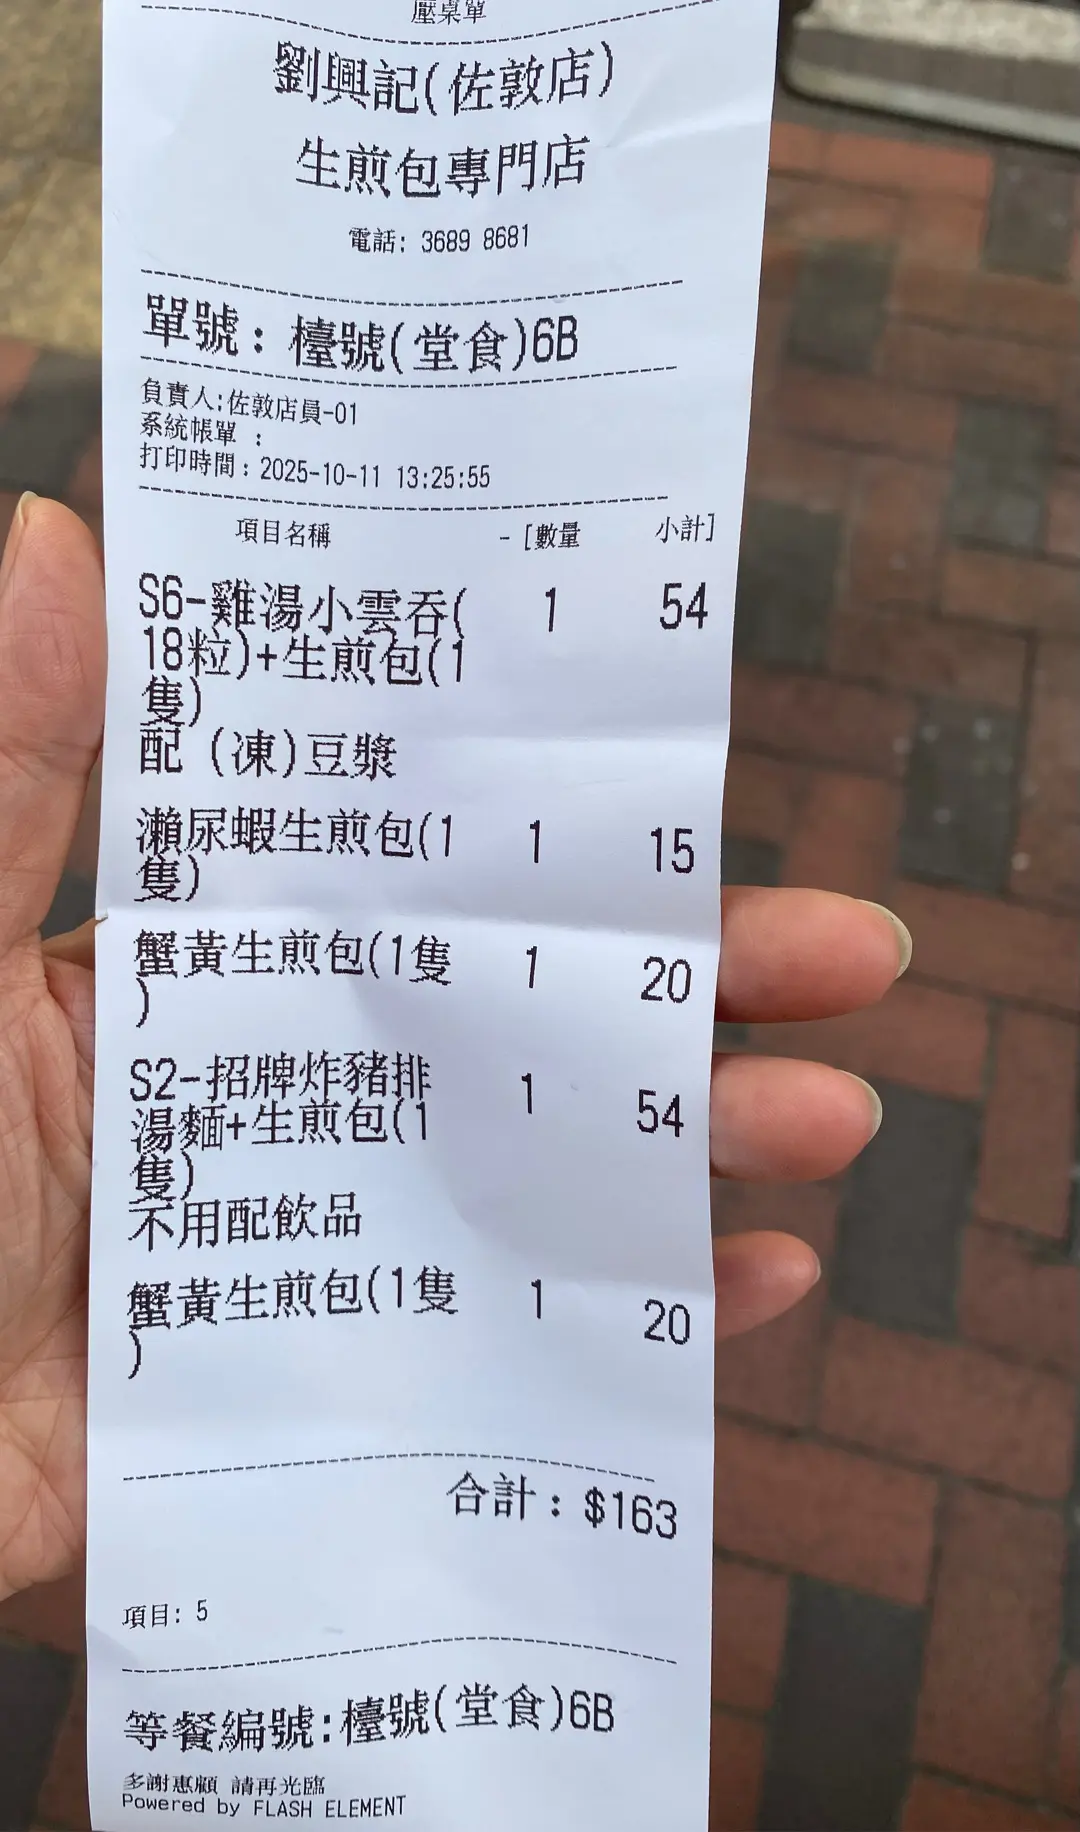 壓桌單
劉興記(佐敦店)
生煎包專門店
電話: 3689 8681
單號: 檯號(堂食)6B
負責人:佐敦店員-01
系統帳單 :
打印時間: 2025-10-11 13:25:55
項目名稱 - [數量 小計]
S6-雞湯小雲吞( 1 54
18粒)+生煎包(1
隻)
配 (凍)豆漿
瀨尿蝦生煎包(1 1 15
隻)
蟹黃生煎包(1隻 1 20
)
S2-招牌炸豬排 1 54
湯麵+生煎包(1
隻)
不用配飲品
蟹黃生煎包(1隻 1 20
)
合計: $163
項目: 5
等餐編號:檯號(堂食)6B
多謝惠顧 請再光臨
Powered by FLASH ELEMENT